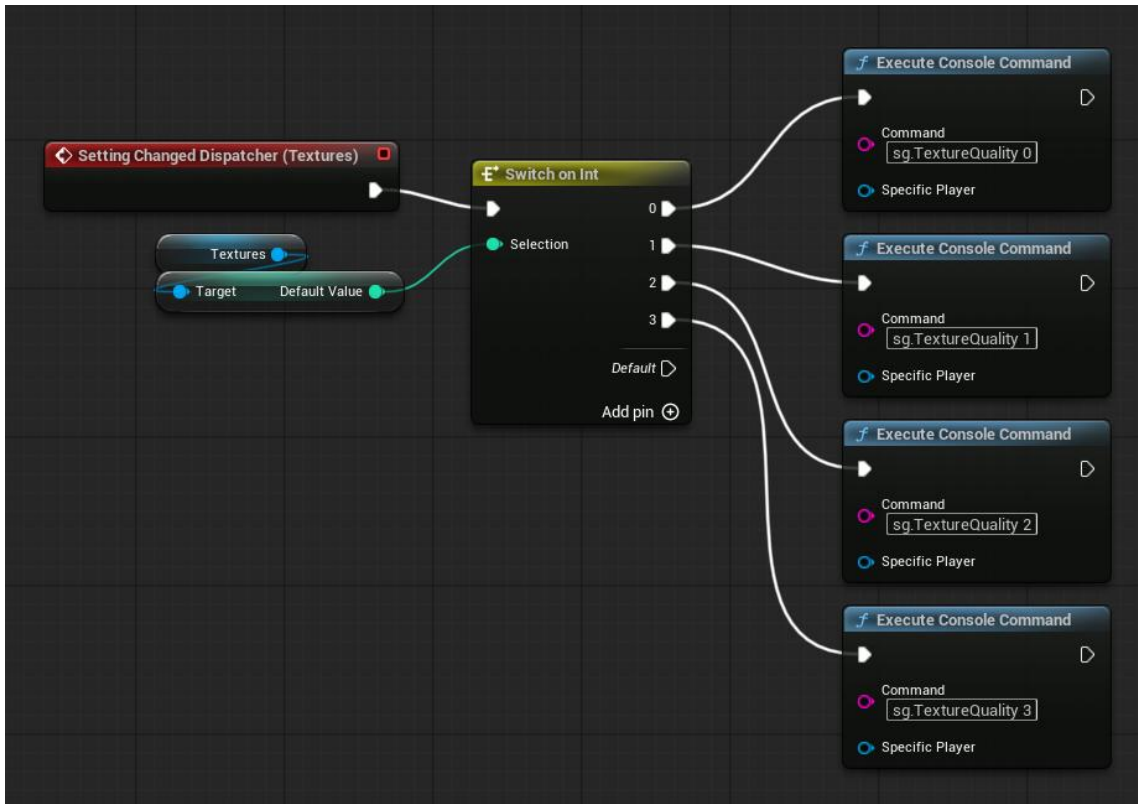 Setting Changed Dispatcher (Textures)
Textures
Target Default Value
Switch on Int
0
Selection 1
2
3
Default
Add pin
Execute Console Command
Command
sg.TextureQuality 0
Specific Player
Execute Console Command
Command
sg.TextureQuality 1
Specific Player
Execute Console Command
Command
sg.TextureQuality 2
Specific Player
Execute Console Command
Command
sg.TextureQuality 3
Specific Player